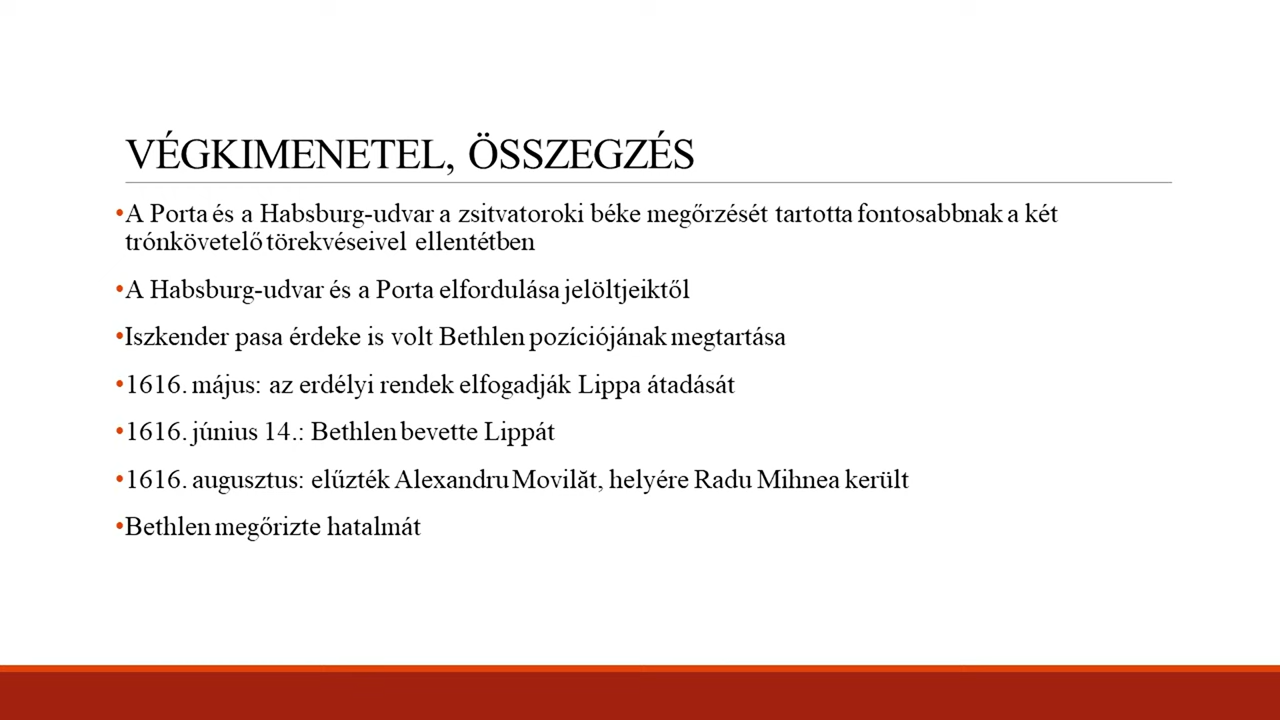 VÉGKIMENETEL, ÖSSZEGZÉS
•A Porta és a Habsburg-udvar a zsitvatoroki béke megőrzését tartotta fontosabbnak a két
trónkövetelő törekvéseivel ellentétben
•A Habsburg-udvar és a Porta elfordulása jelöltjeiktől
•Iszkender pasa érdeke is volt Bethlen pozíciójának megtartása
•1616. május: az erdélyi rendek elfogadják Lippa átadását
•1616. június 14.: Bethlen bevette Lippát
•1616. augusztus: elűzték Alexandru Movilăt, helyére Radu Mihnea került
•Bethlen megőrizte hatalmát